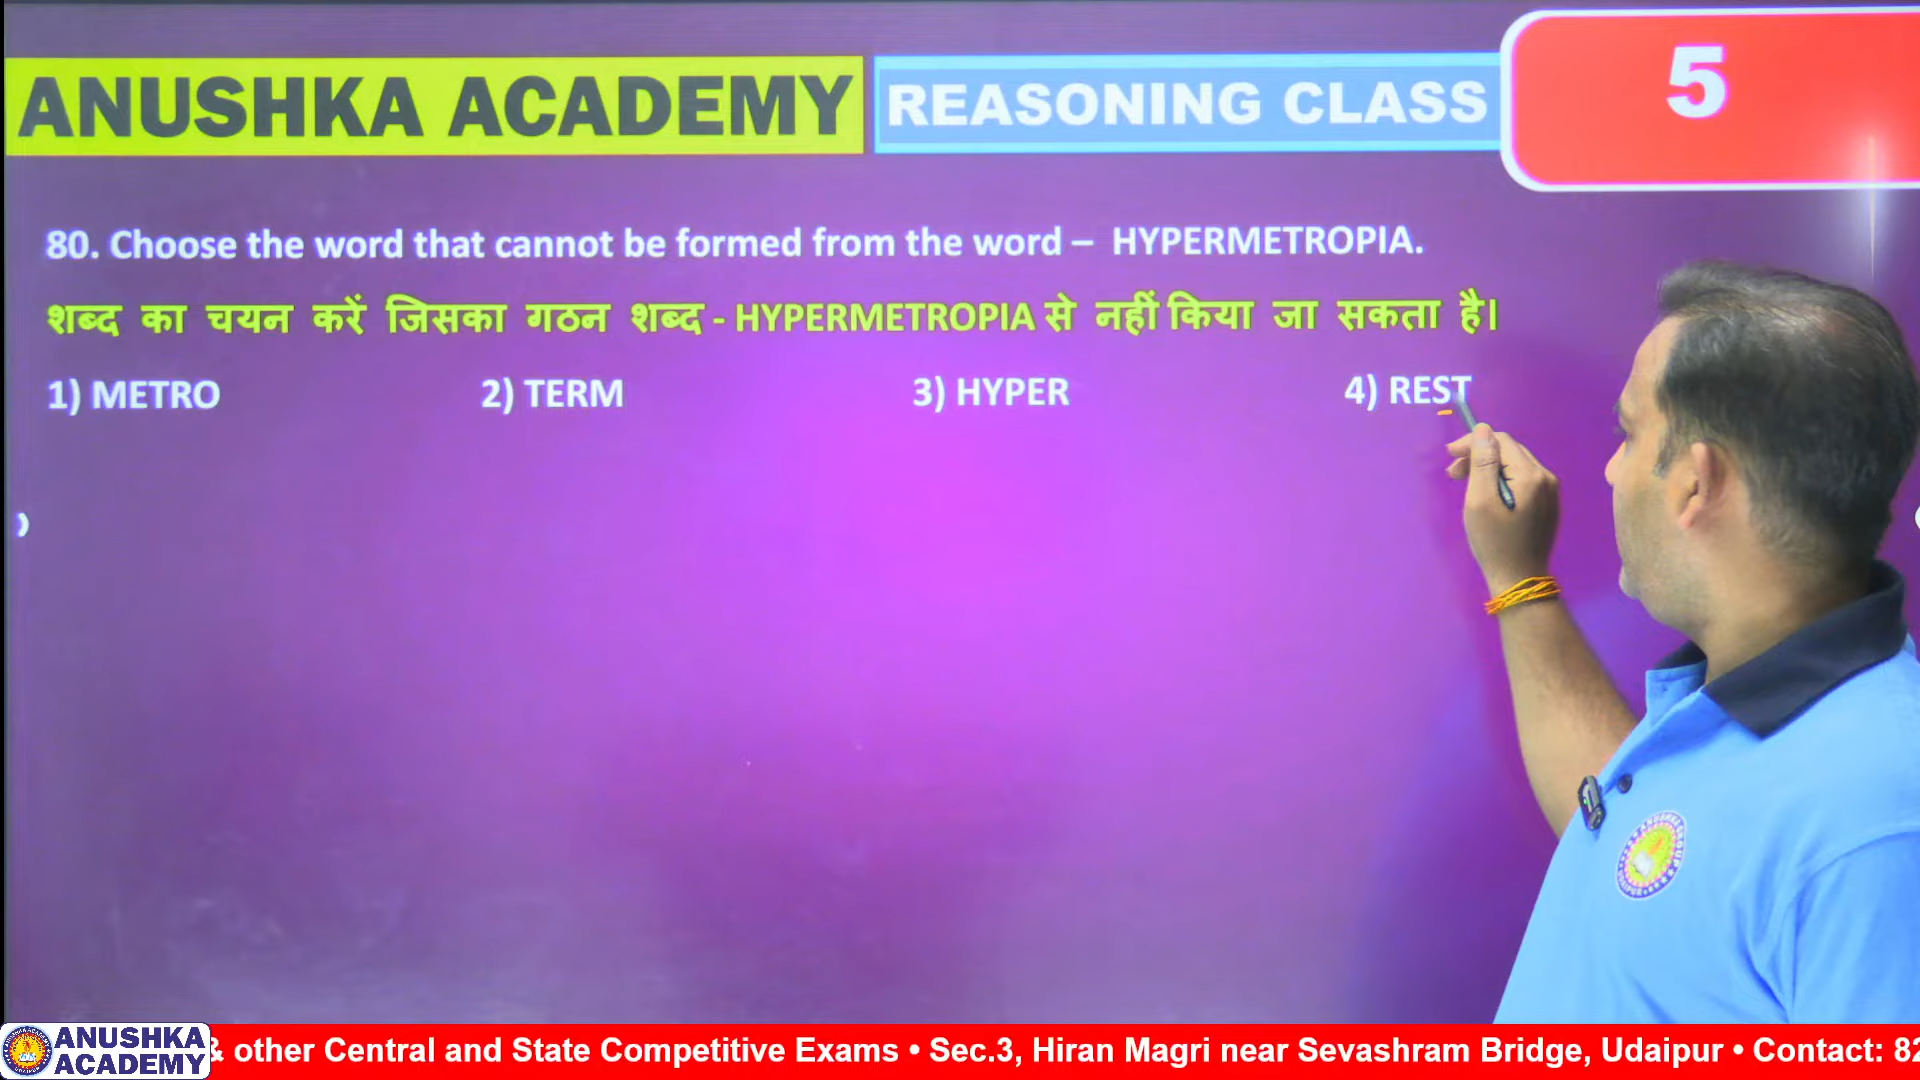 ANUSHKA ACADEMY
REASONING CLASS
5
80. Choose the word that cannot be formed from the word – HYPERMETROPIA.
शब्द का चयन करें जिसका गठन शब्द - HYPERMETROPIA से नहीं किया जा सकता है।
1) METRO 2) TERM 3) HYPER 4) REST
ANUSHKA
ACADEMY
& other Central and State Competitive Exams • Sec.3, Hiran Magri near Sevashram Bridge, Udaipur • Contact: 82